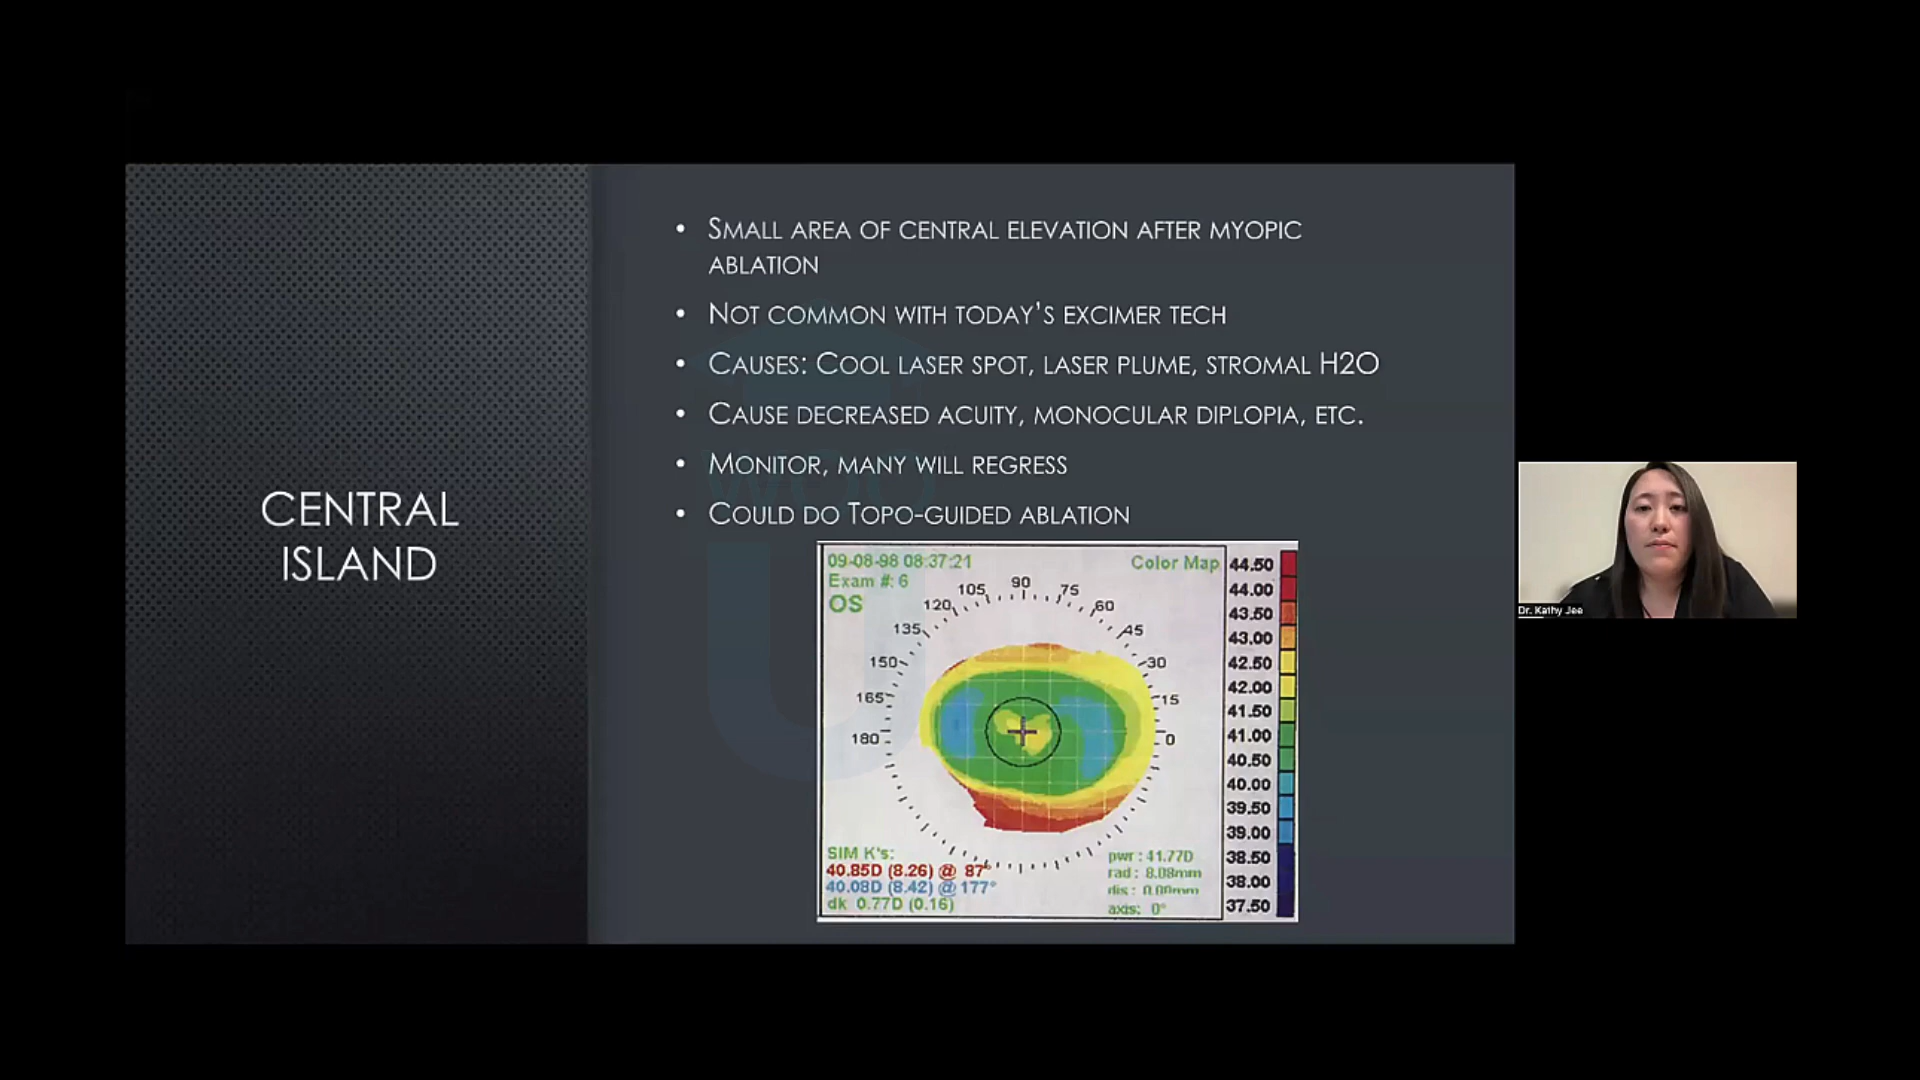 CENTRAL
ISLAND
• SMALL AREA OF CENTRAL ELEVATION AFTER MYOPIC
ABLATION
• NOT COMMON WITH TODAY'S EXCIMER TECH
• CAUSES: COOL LASER SPOT, LASER PLUME, STROMAL H2O
• CAUSE DECREASED ACUITY, MONOCULAR DIPLOPIA, ETC.
• MONITOR, MANY WILL REGRESS
• COULD DO TOPO-GUIDED ABLATION
09-08-98 08:37:21
Color Map
Exam #: 6
OS
180
165
150
135
120
105
90
75
60
45
30
15
0
SIM K's:
40.85D (8.26) @ 87°
40.08D (8.42) @ 177°
dk 0.77D (0.16)
pwr : 41.77D
rad : 8.08mm
dis : 0.00mm
axis: 0°
44.50
44.00
43.50
43.00
42.50
42.00
41.50
41.00
40.50
40.00
39.50
39.00
38.50
38.00
37.50
WOO
U
Dr. Kathy Jee